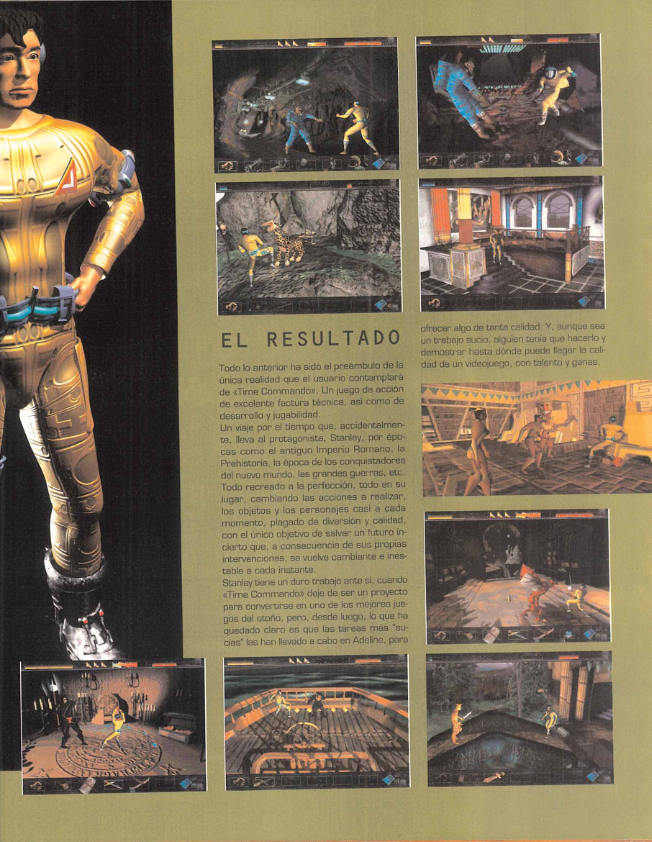 EL RESULTADO
Todo lo anterior ha sido el preámbulo de la
única realidad que el usuario contemplará
de «Time Commando». Un juego de acción
de excelente factura técnica, así como de
desarrollo y jugabilidad.
Un viaje por el tiempo que, accidentalmen-
te, lleva al protagonista, Stanley, por épo-
cas como el antiguo Imperio Romano, la
Prehistoria, la época de los conquistadores
del nuevo mundo, las grandes guerras, etc.
Todo recreado a la perfección, todo en su
lugar, cambiando las acciones a realizar,
los objetos y los personajes casi a cada
momento, plagado de diversión y calidad,
con el único objetivo de salvar un futuro in-
cierto que, a consecuencia de sus propias
intervenciones, se vuelve cambiante e ines-
table a cada instante.
Stanley tiene un duro trabajo ante sí, cuando
«Time Commando» deje de ser un proyecto
para convertirse en uno de los mejores jue-
gos del otoño, pero, desde luego, lo que ha
quedado claro es que las tareas más "su-
cias" las han llevado a cabo en Adeline, para
ofrecer algo de tanta calidad. Y, aunque sea
un trabajo sucio, alguien tenía que hacerlo y
demostrar hasta dónde puede llegar la cali-
dad de un videojuego, con talento y ganas.